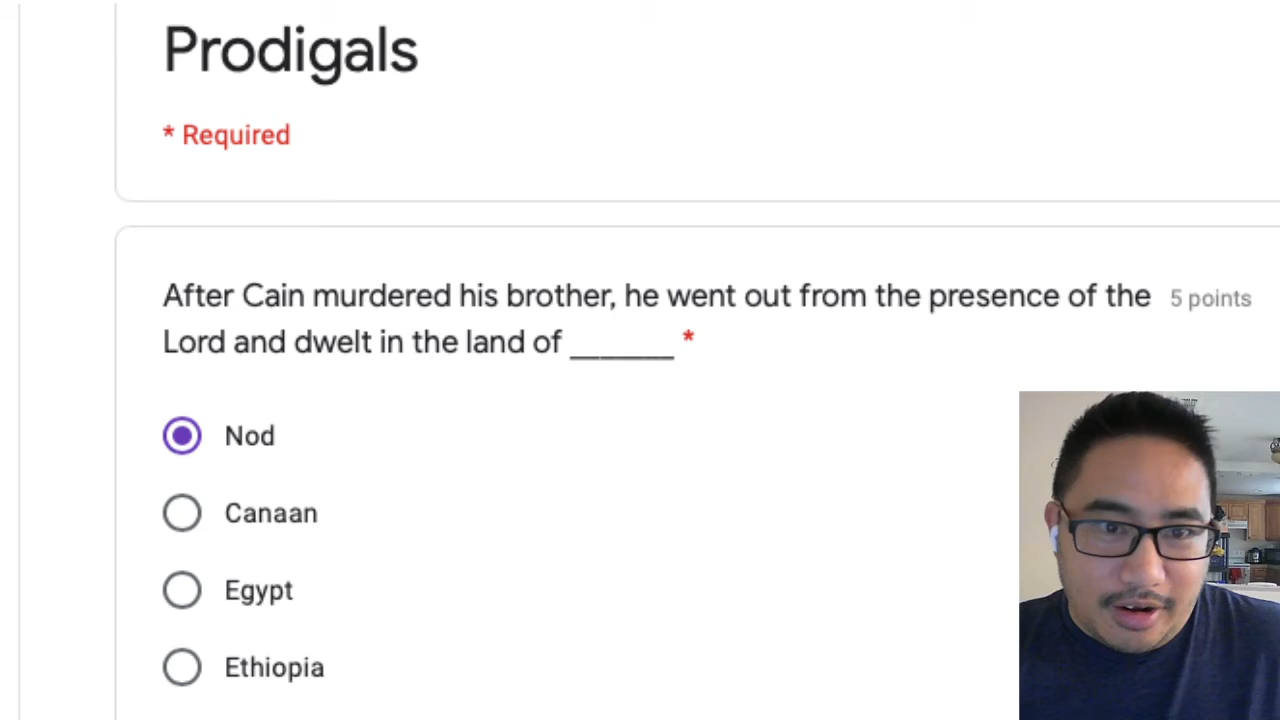 Prodigals
* Required
After Cain murdered his brother, he went out from the presence of the 5 points
Lord and dwelt in the land of _______ *
Nod
Canaan
Egypt
Ethiopia